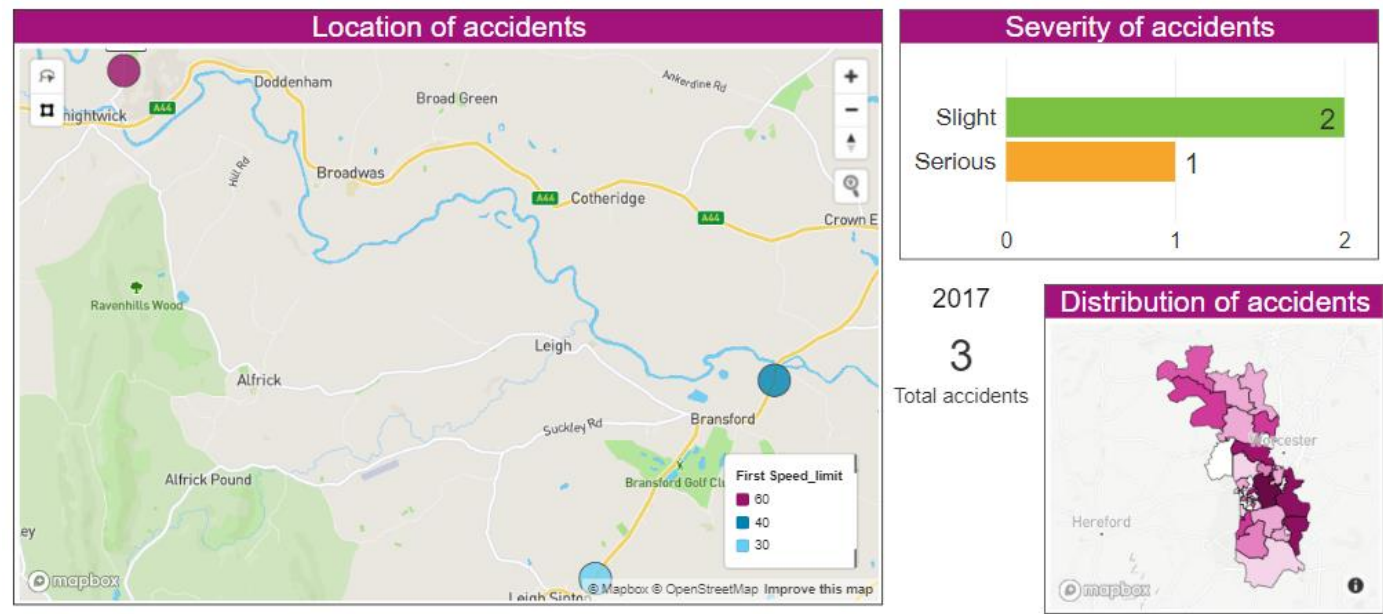 Location of accidents
Doddenham
Ankerdine Rd
Broad Green
A44
hightwick
Hill Rd
Broadwas
A44
Cotheridge
A44
Crown E
Ravenhills Wood
Leigh
Alfrick
Bransford
Suckley Rd
Alfrick Pound
Bransford Golf Clu
ey
First Speed_limit
60
40
30
mapbox
Leigh Sinton
© Mapbox © OpenStreetMap Improve this map
Severity of accidents
Slight
2
Serious
1
0 1 2
2017
3
Total accidents
Distribution of accidents
Worcester
Hereford
mapbox